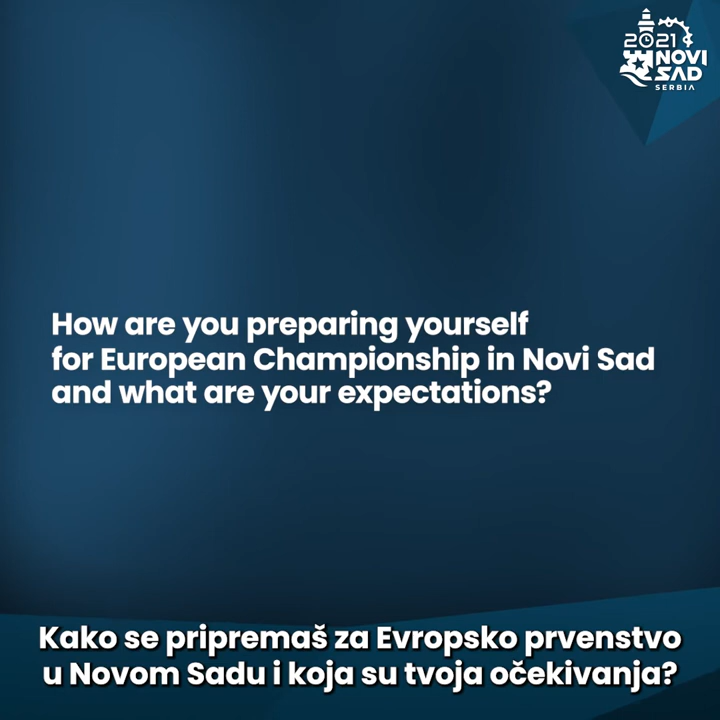 2021
NOVI
SAD
SERBIA
How are you preparing yourself
for European Championship in Novi Sad
and what are your expectations?
Kako se pripremaš za Evropsko prvenstvo
u Novom Sadu i koja su tvoja očekivanja?